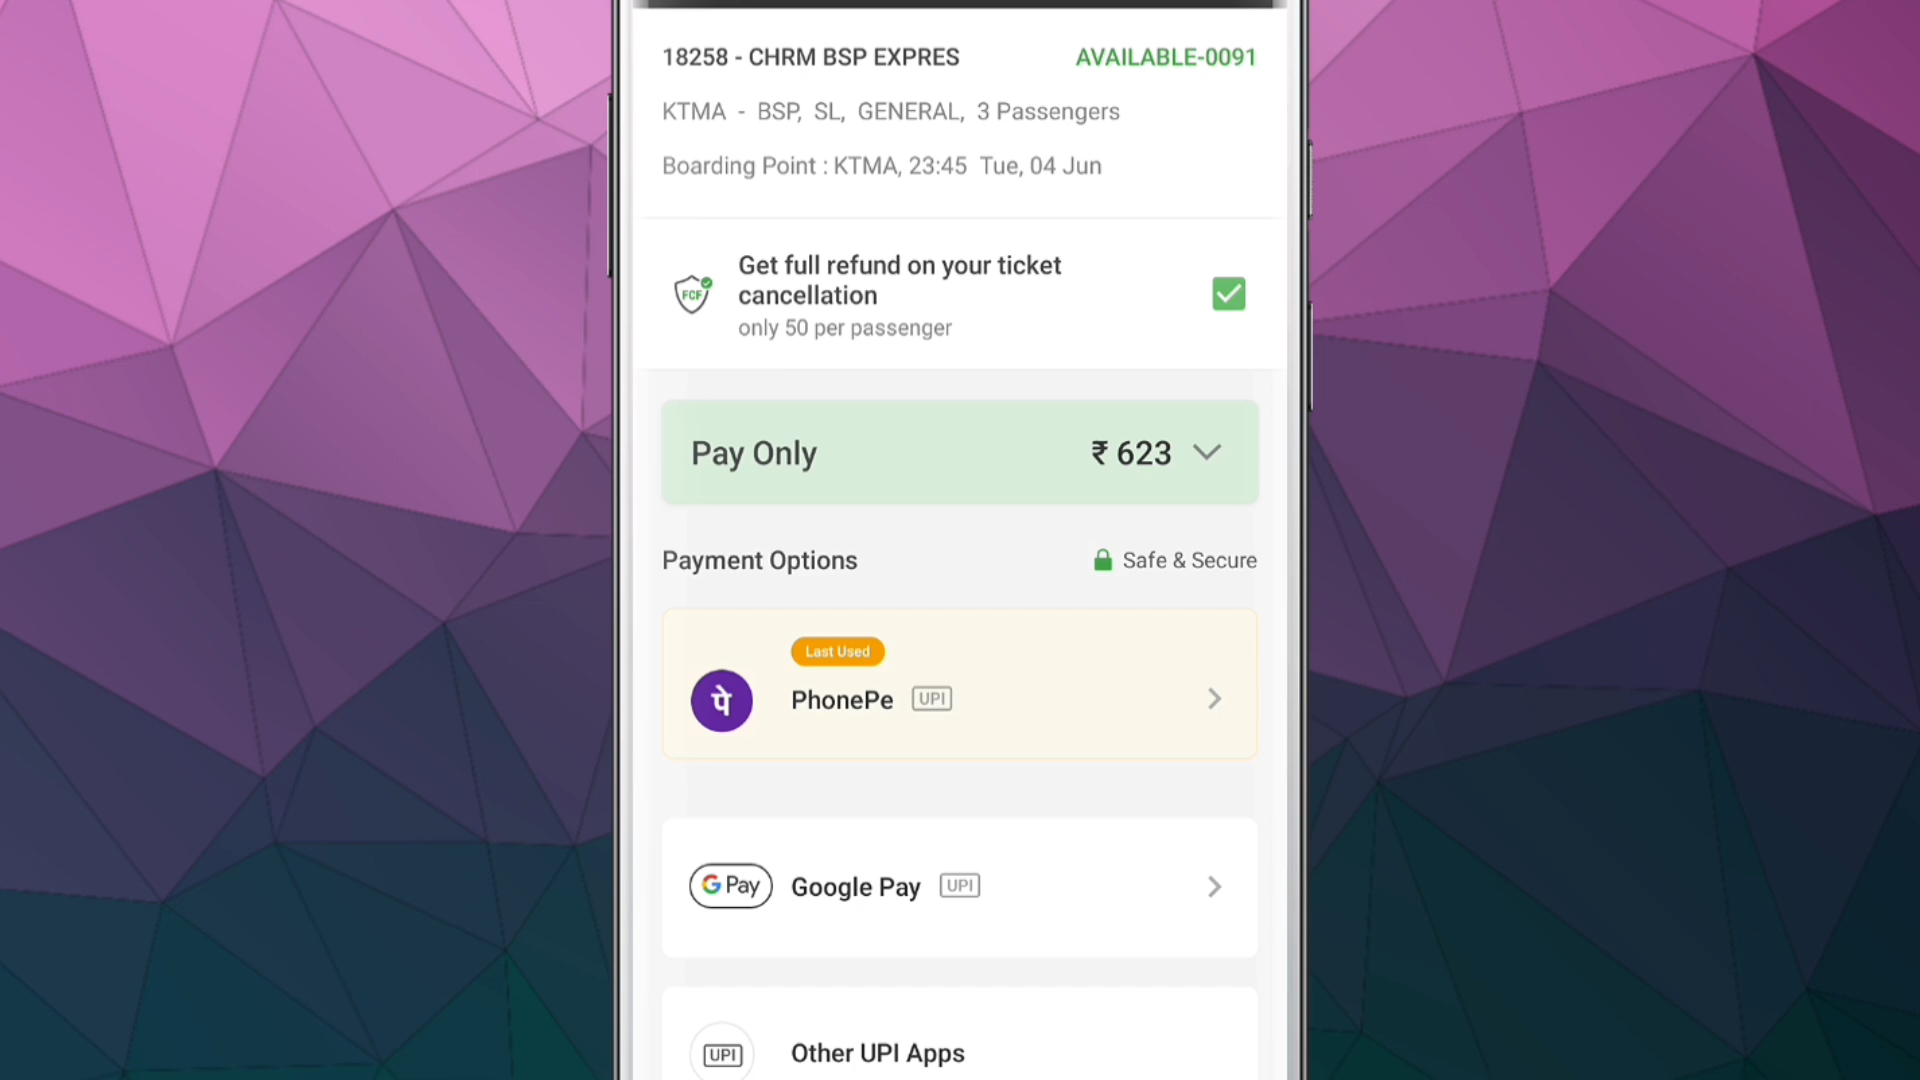 18258 - CHRM BSP EXPRES AVAILABLE-0091
KTMA - BSP, SL, GENERAL, 3 Passengers
Boarding Point : KTMA, 23:45 Tue, 04 Jun
FCF
Get full refund on your ticket
cancellation
only 50 per passenger
Pay Only ₹ 623
Payment Options Safe & Secure
Last Used
पे PhonePe UPI
G Pay Google Pay UPI
UPI Other UPI Apps